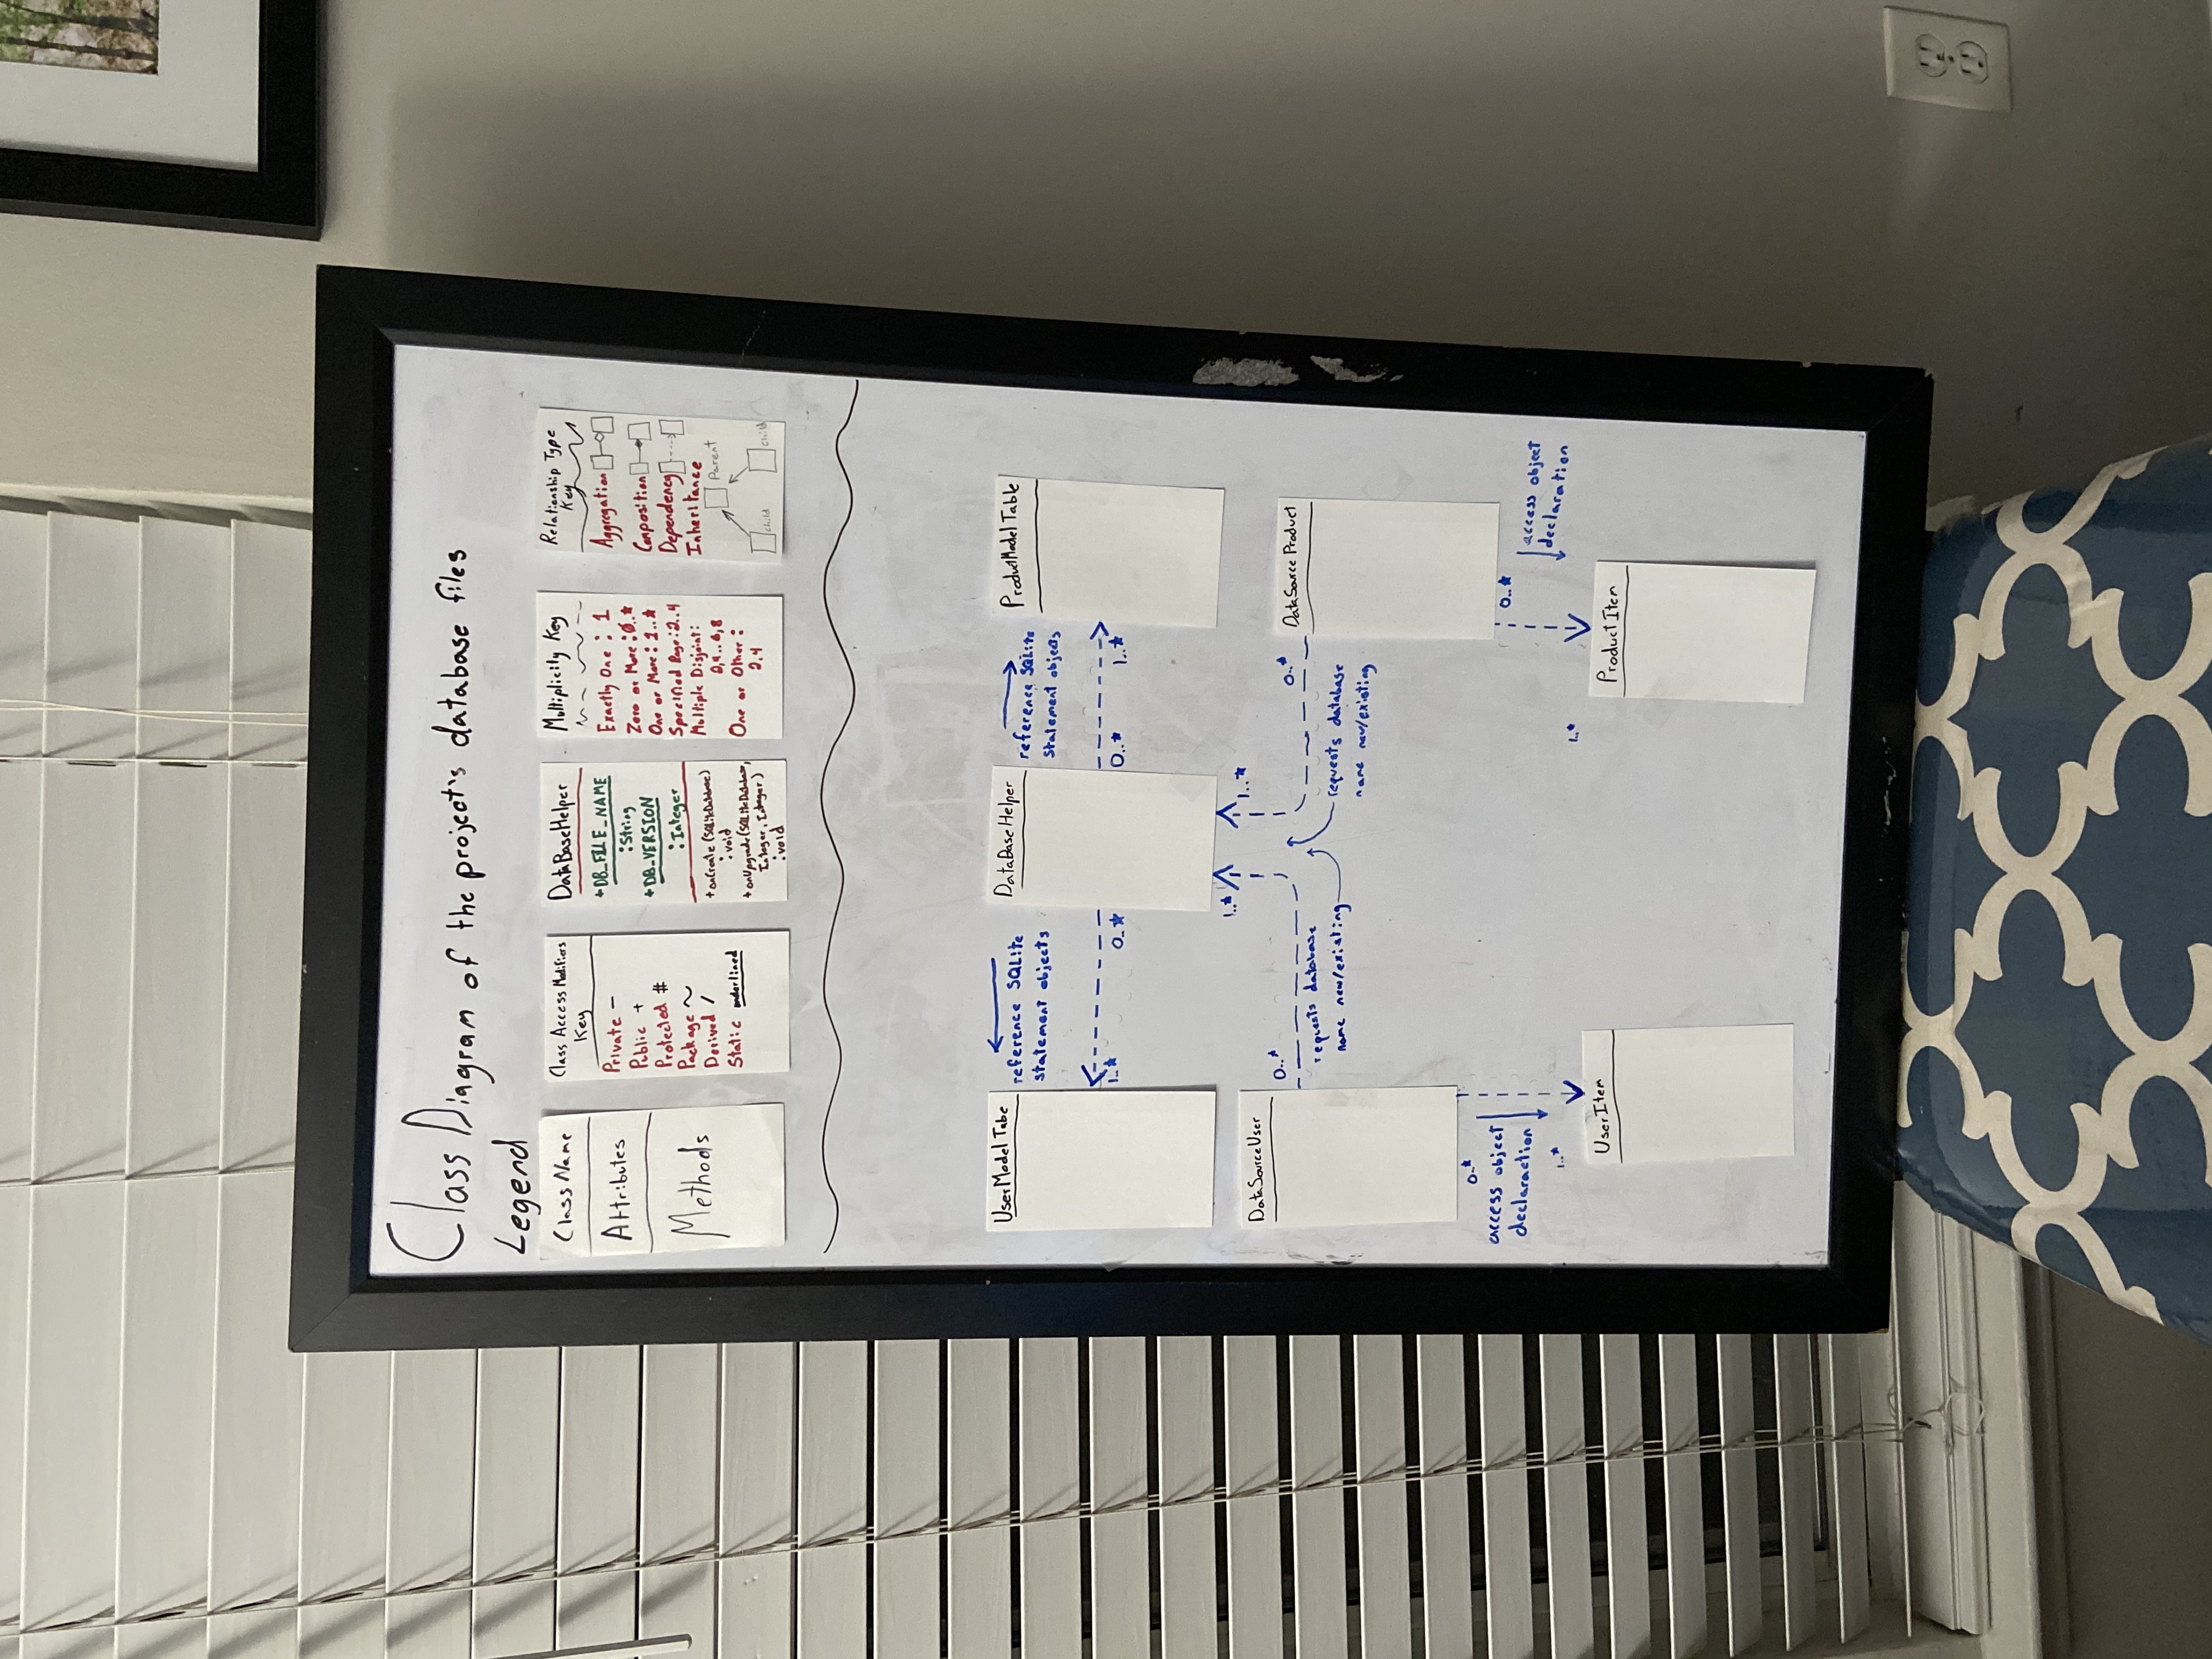 Class Diagram of the project's database files
Legend
ClassName
Attributes
Methods
Class Access Modifiers
Key
Private -
Public +
Protected #
Package ~
Derived /
Static underlined
DataBaseHelper
+DB_FILE_NAME
:String
+DB_VERSION
:Integer
+onCreate(SQLiteDatabase)
:void
+onUpgrade(SQLiteDatabase,
Integer, Integer)
:void
Multiplicity Key
Exactly One : 1
Zero or More :0..*
One or More: 1..*
Specified Rage:2..4
Multiple Disjoint:
2,4..6,8
One or Other :
2,4
Relationship Type
Key
Aggregation
Composition
Dependency
Inheritance
Parent
child
child
UserModel Tabe
reference SQLite
statement objects
1..*
0..*
DataBaseHelper
reference SQLite
statement objects
0..*
1..*
ProductModel Table
1..*
1..*
DataSourceUser
0..*
requests database
name new/existing
0..*
requests database
name new/existing
DataSource Product
0..*
access object
declaraction
1..*
0..*
access object
declaration
1..*
UserItem
Product Item